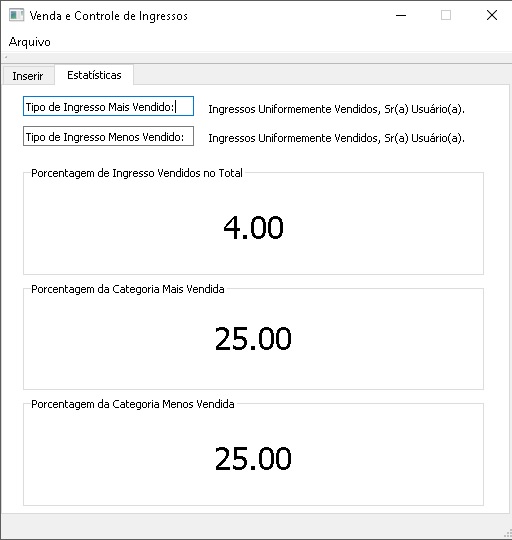 Venda e Controle de Ingressos
Arquivo
Inserir Estatísticas
Tipo de Ingresso Mais Vendido: Ingressos Uniformemente Vendidos, Sr(a) Usuário(a).
Tipo de Ingresso Menos Vendido: Ingressos Uniformemente Vendidos, Sr(a) Usuário(a).
Porcentagem de Ingresso Vendidos no Total
4.00
Porcentagem da Categoria Mais Vendida
25.00
Porcentagem da Categoria Menos Vendida
25.00